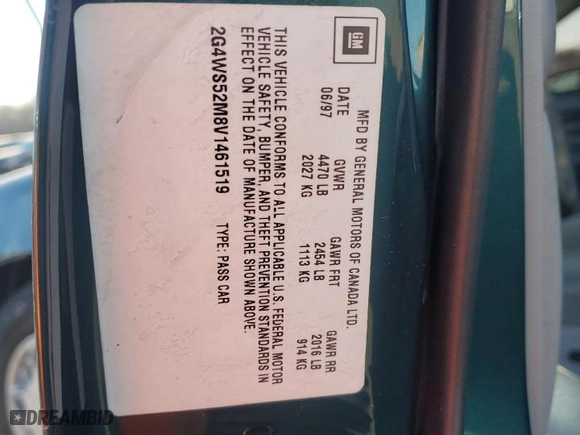 GM
MFD BY GENERAL MOTORS OF CANADA LTD.
DATE GVWR GAWR FRT GAWR RR
06/97 4470 LB 2454 LB 2016 LB
2027 KG 1113 KG 914 KG
THIS VEHICLE CONFORMS TO ALL APPLICABLE U.S. FEDERAL MOTOR
VEHICLE SAFETY, BUMPER, AND THEFT PREVENTION STANDARDS IN
EFFECT ON THE DATE OF MANUFACTURE SHOWN ABOVE.
2G4WS52M8V1461519 TYPE: PASS CAR
DREAMBID